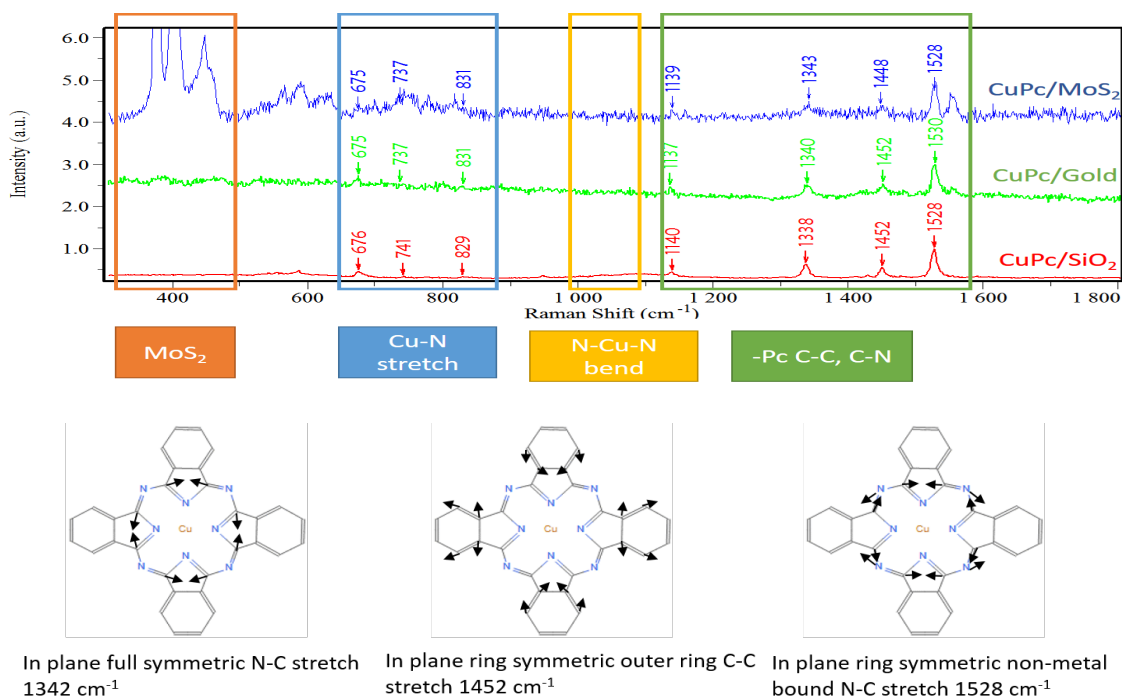 6.0
5.0
4.0
3.0
2.0
1.0
Intensity (a.u.)
675
737
831
1139
1343
1448
1528
CuPc/MoS2
675
737
831
1137
1340
1452
1530
CuPc/Gold
676
741
829
1140
1338
1452
1528
CuPc/SiO2
400
600
800
1 000
1 200
1 400
1 600
1 800
Raman Shift (cm-1)
MoS2
Cu-N
stretch
N-Cu-N
bend
-Pc C-C, C-N
N
N
N
N
Cu
N
N
N
N
N
N
N
N
Cu
N
N
N
N
N
N
N
N
Cu
N
N
N
N
In plane full symmetric N-C stretch
1342 cm-1
In plane ring symmetric outer ring C-C
stretch 1452 cm-1
In plane ring symmetric non-metal
bound N-C stretch 1528 cm-1